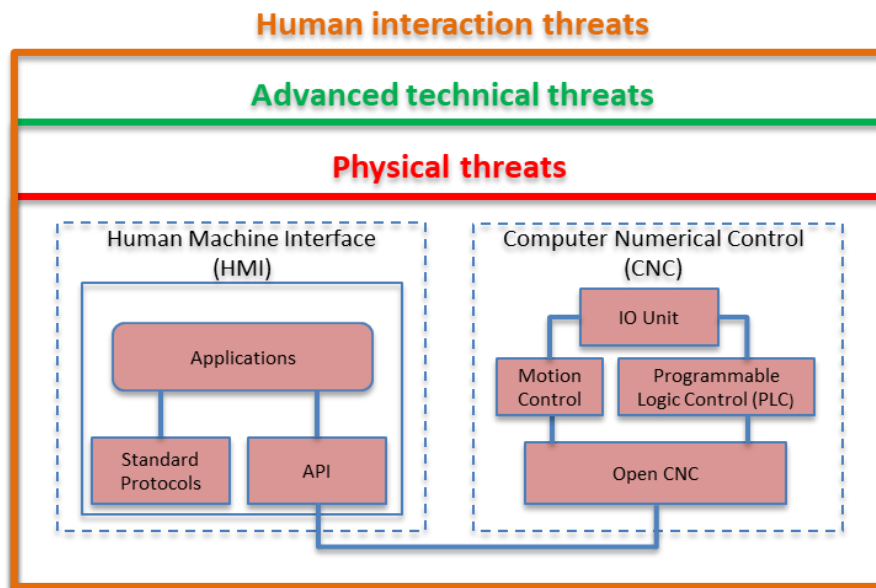 Human interaction threats
Advanced technical threats
Physical threats
Human Machine Interface
(HMI)
Applications
Standard
Protocols
API
Computer Numerical Control
(CNC)
IO Unit
Motion
Control
Programmable
Logic Control (PLC)
Open CNC